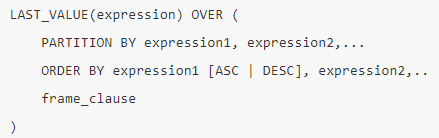 LAST_VALUE(expression) OVER (
PARTITION BY expression1, expression2,...
ORDER BY expression1 [ASC | DESC], expression2,..
frame_clause
)